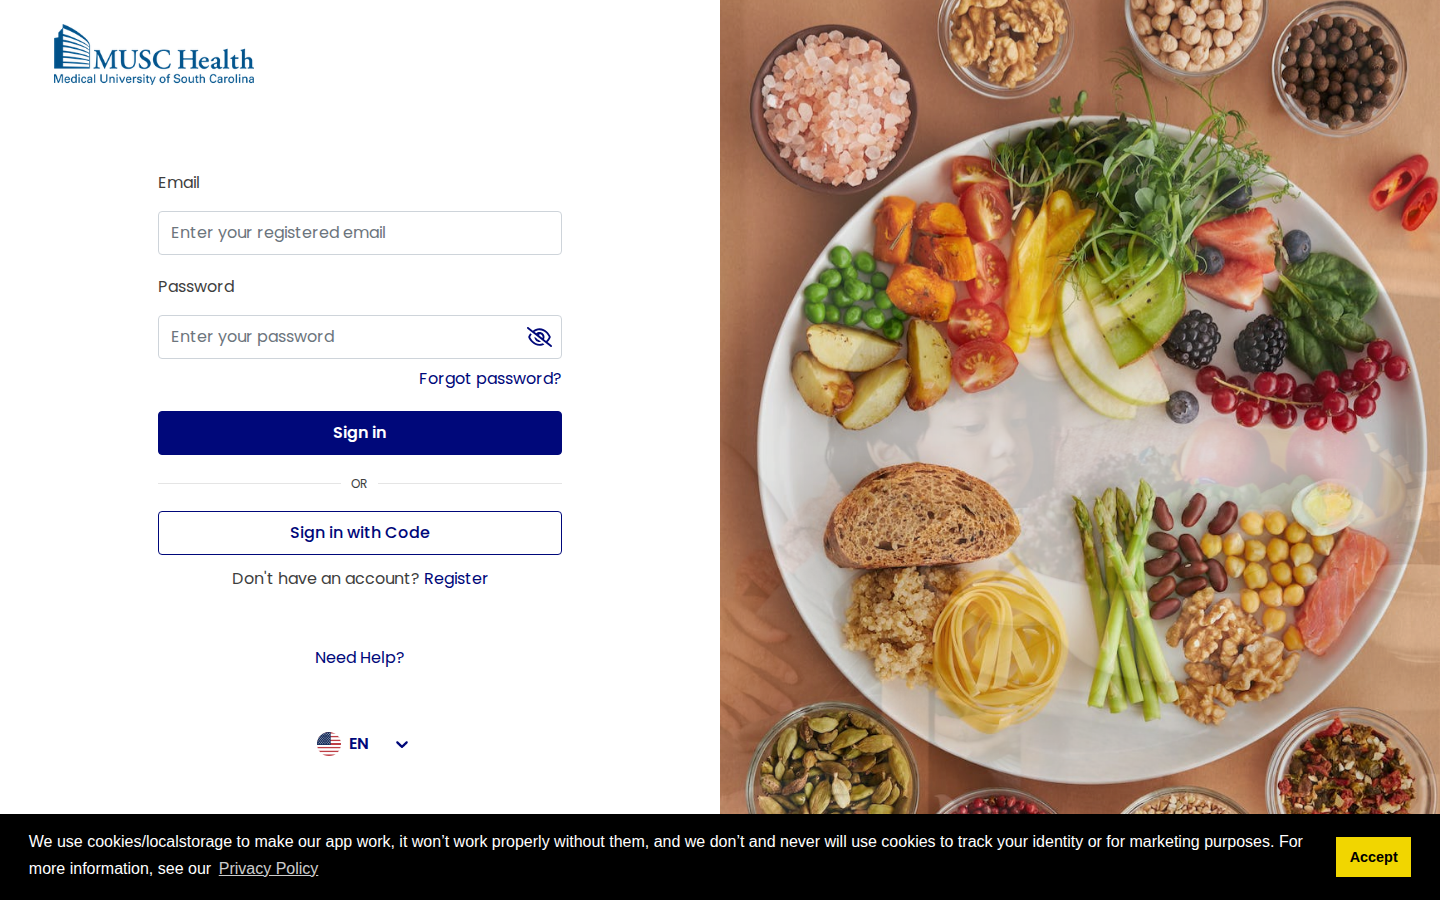 MUSC Health
Medical University of South Carolina
Email
Enter your registered email
Password
Enter your password
Forgot password?
Sign in
OR
Sign in with Code
Don't have an account? Register
Need Help?
EN
We use cookies/localstorage to make our app work, it won’t work properly without them, and we don’t and never will use cookies to track your identity or for marketing purposes. For
more information, see our Privacy Policy
Accept